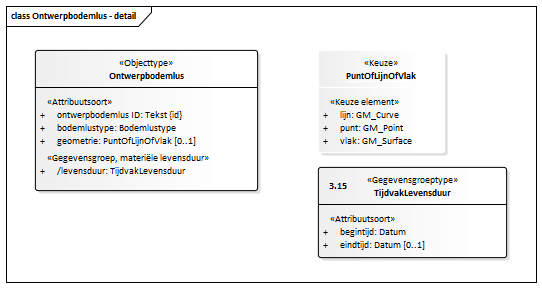 class Ontwerpbodemlus - detail
«Objecttype»
Ontwerpbodemlus
«Attribuutsoort»
+ ontwerpbodemlus ID: Tekst {id}
+ bodemlustype: Bodemlustype
+ geometrie: PuntOfLijnOfVlak [0..1]
«Gegevensgroep, materiële levensduur»
+ /levensduur: TijdvakLevensduur
«Keuze»
PuntOfLijnOfVlak
«Keuze element»
+ lijn: GM_Curve
+ punt: GM_Point
+ vlak: GM_Surface
3.15 «Gegevensgroeptype»
TijdvakLevensduur
«Attribuutsoort»
+ begintijd: Datum
+ eindtijd: Datum [0..1]